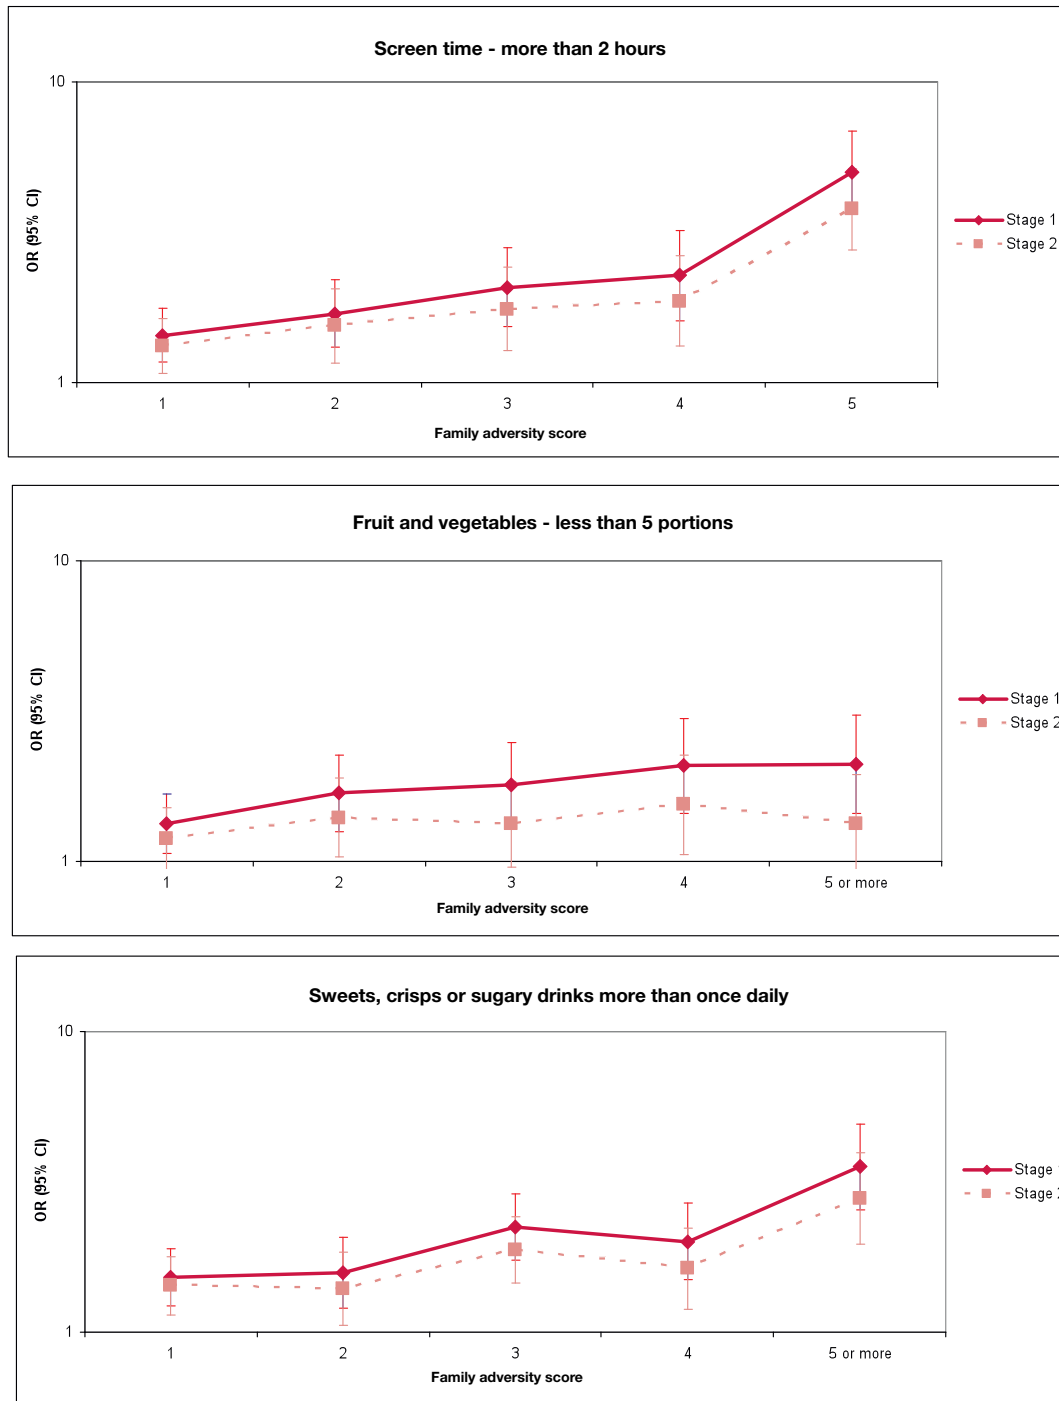 Screen time - more than 2 hours
10
OR (95% CI)
Stage 1
Stage 2
1
1 2 3 4 5
Family adversity score
Fruit and vegetables - less than 5 portions
10
OR (95% CI)
Stage 1
Stage 2
1
1 2 3 4 5 or more
Family adversity score
Sweets, crisps or sugary drinks more than once daily
10
OR (95% CI)
Stage
Stage
1
1 2 3 4 5 or more
Family adversity score